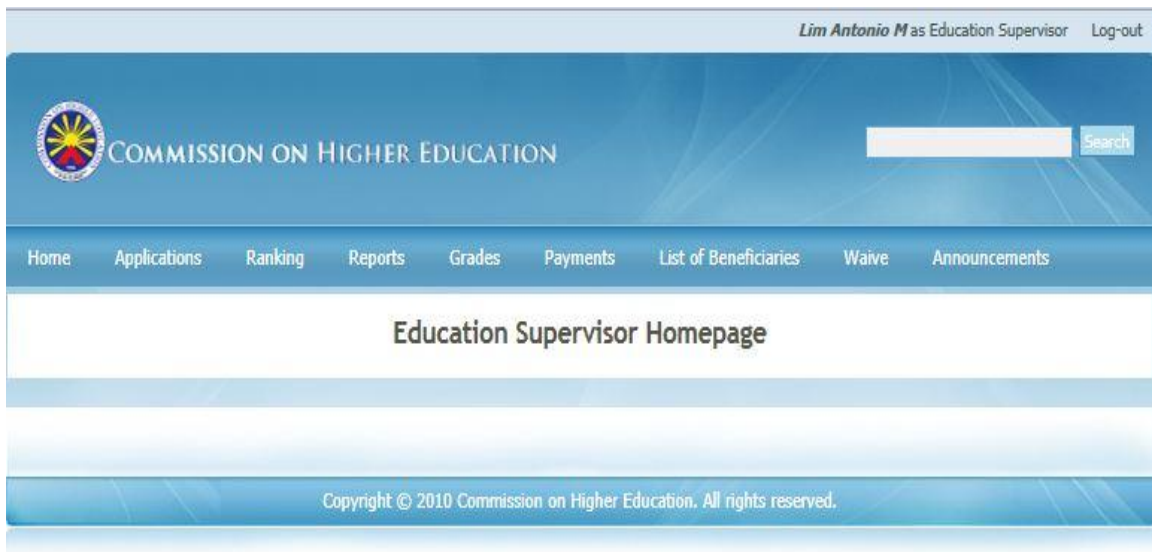 Lim Antonio M as Education Supervisor Log-out
COMMISSION ON HIGHER EDUCATION
Search
Home Applications Ranking Reports Grades Payments List of Beneficiaries Waive Announcements
Education Supervisor Homepage
Copyright © 2010 Commission on Higher Education. All rights reserved.